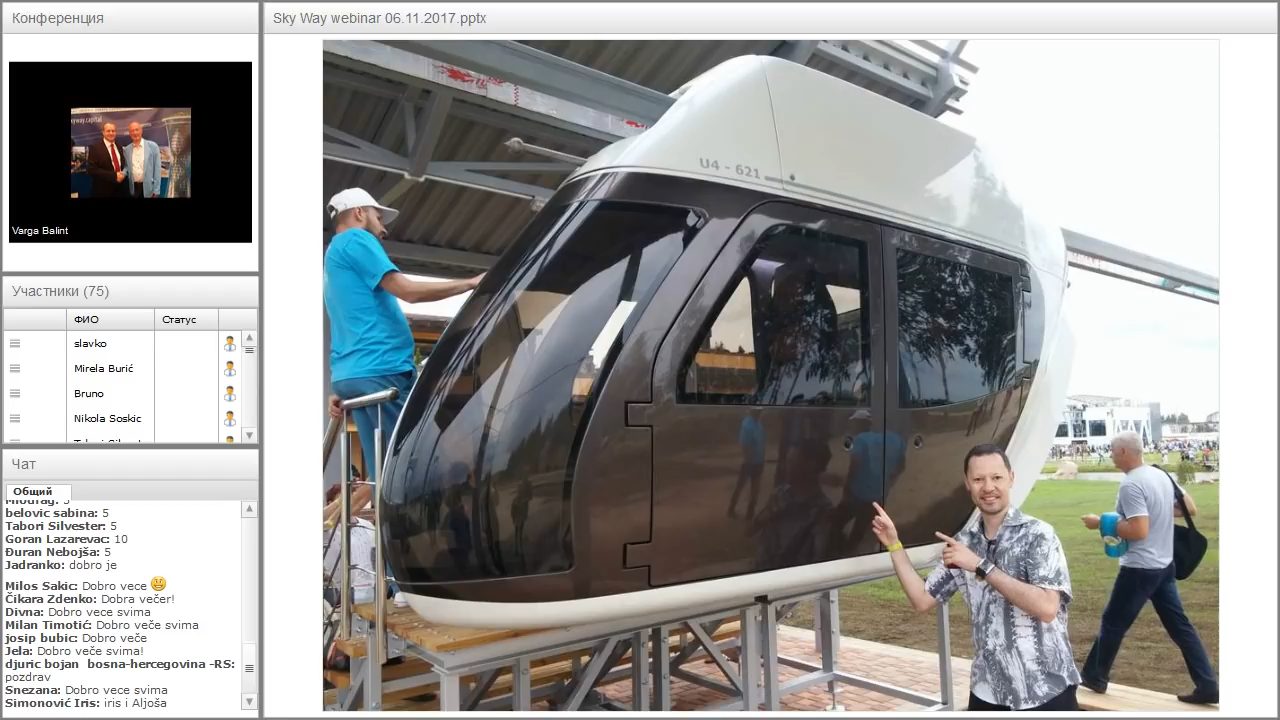 Конференция
Varga Balint
Участники (75)
ФИО
Статус
slavko
Mirela Burić
Bruno
Nikola Soskic
Чат
Общий
belovic sabina: 5
Tabori Silvester: 5
Goran Lazarevac: 10
Đuran Nebojša: 5
Jadranko: dobro je
Milos Sakic: Dobro vece
Čikara Zdenko: Dobra večer!
Divna: Dobro vece svima
Milan Timotić: Dobro veče svima
josip bubic: Dobro veče
Jela: Dobro veče svima!
djuric bojan bosna-hercegovina -RS:
pozdrav
Snezana: Dobro vece svima
Simonović Iris: iris i Aljoša
Sky Way webinar 06.11.2017.pptx
U4 - 621